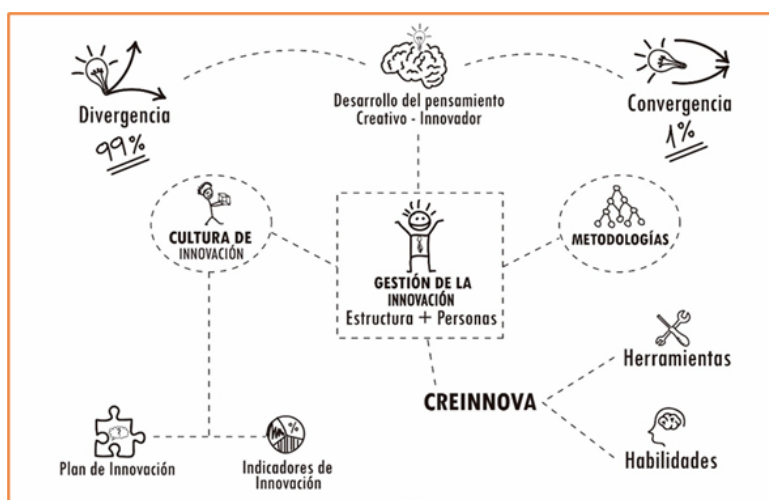 Desarrollo del pensamiento
Creativo - Innovador
Divergencia
99%
Convergencia
1%
CULTURA DE
INNOVACIÓN
GESTIÓN DE LA
INNOVACIÓN
Estructura + Personas
METODOLOGÍAS
CREINNOVA
Herramientas
Habilidades
?
Plan de Innovación
%
Indicadores de
Innovación